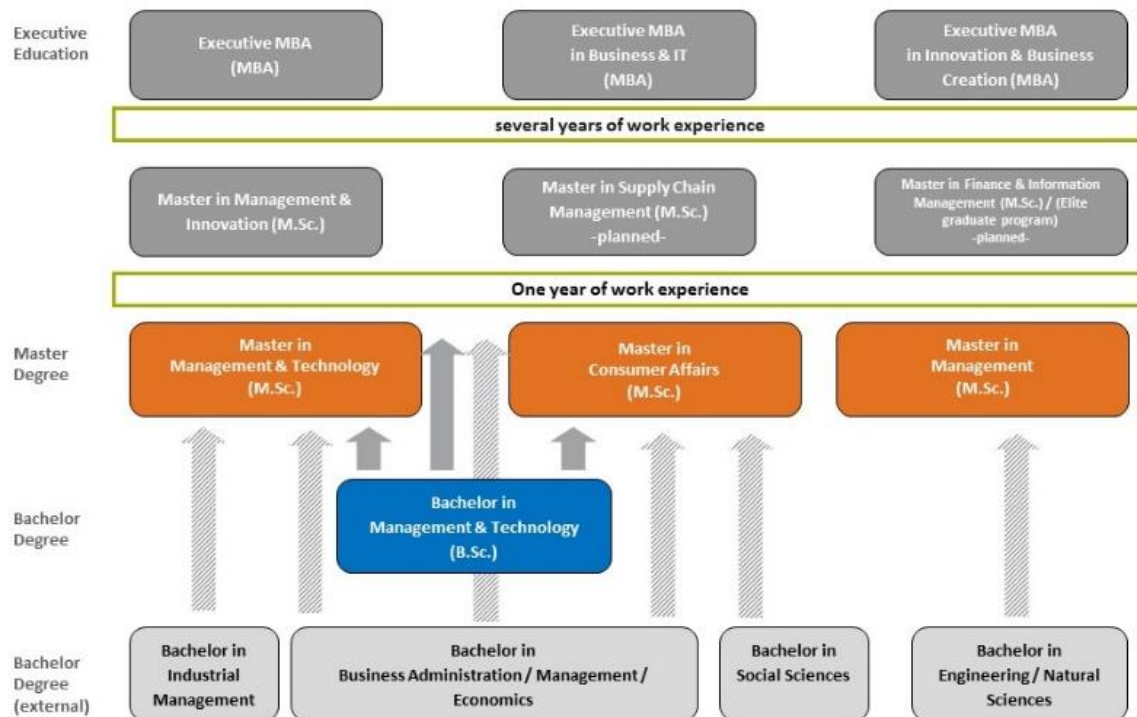 Executive
Education
Executive MBA
(MBA)
Executive MBA
in Business & IT
(MBA)
Executive MBA
in Innovation & Business
Creation (MBA)
several years of work experience
Master in Management &
Innovation (M.Sc.)
Master in Supply Chain
Management (M.Sc.)
-planned-
Master in Finance & Information
Management (M.Sc.) / (Elite
graduate program)
-planned-
One year of work experience
Master
Degree
Master in
Management & Technology
(M.Sc.)
Master in
Consumer Affairs
(M.Sc.)
Master in
Management
(M.Sc.)
Bachelor
Degree
Bachelor in
Management & Technology
(B.Sc.)
Bachelor
Degree
(external)
Bachelor in
Industrial
Management
Bachelor in
Business Administration / Management /
Economics
Bachelor in
Social Sciences
Bachelor in
Engineering / Natural
Sciences